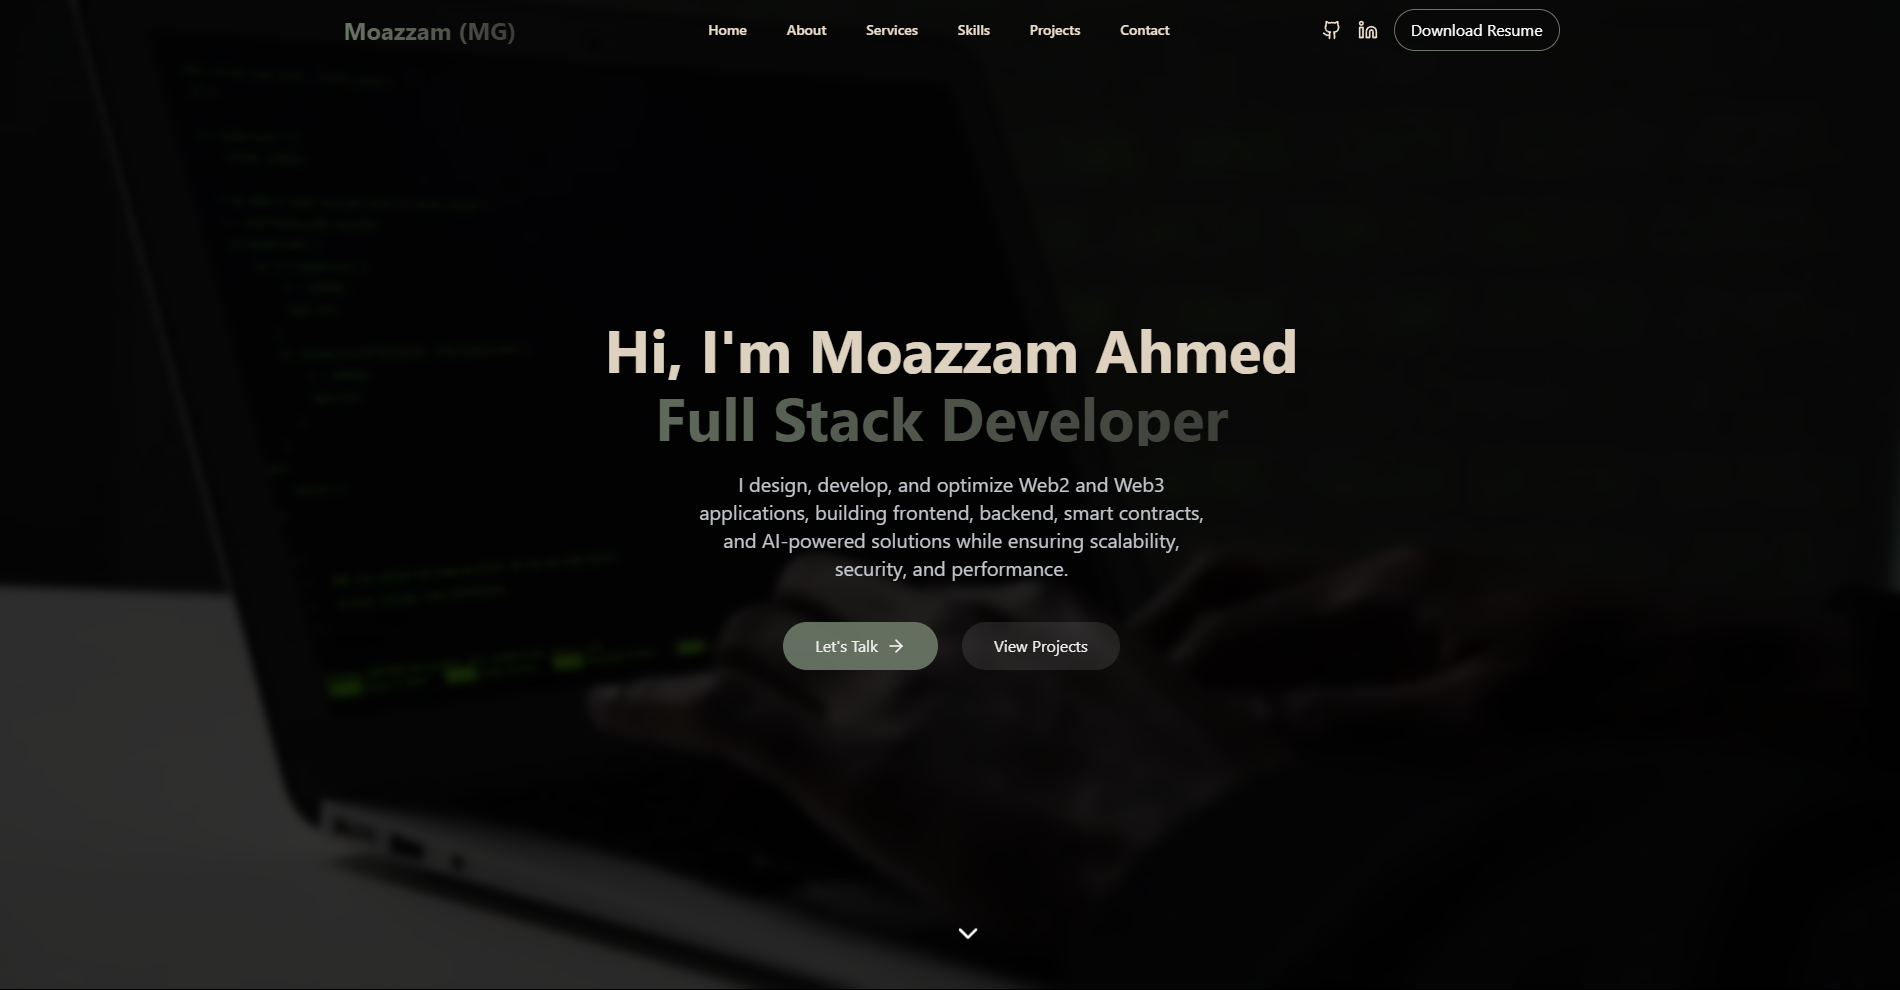 Moazzam (MG)
Home About Services Skills Projects Contact
Download Resume
Hi, I'm Moazzam Ahmed
Full Stack Developer
I design, develop, and optimize Web2 and Web3
applications, building frontend, backend, smart contracts,
and AI-powered solutions while ensuring scalability,
security, and performance.
Let's Talk
View Projects